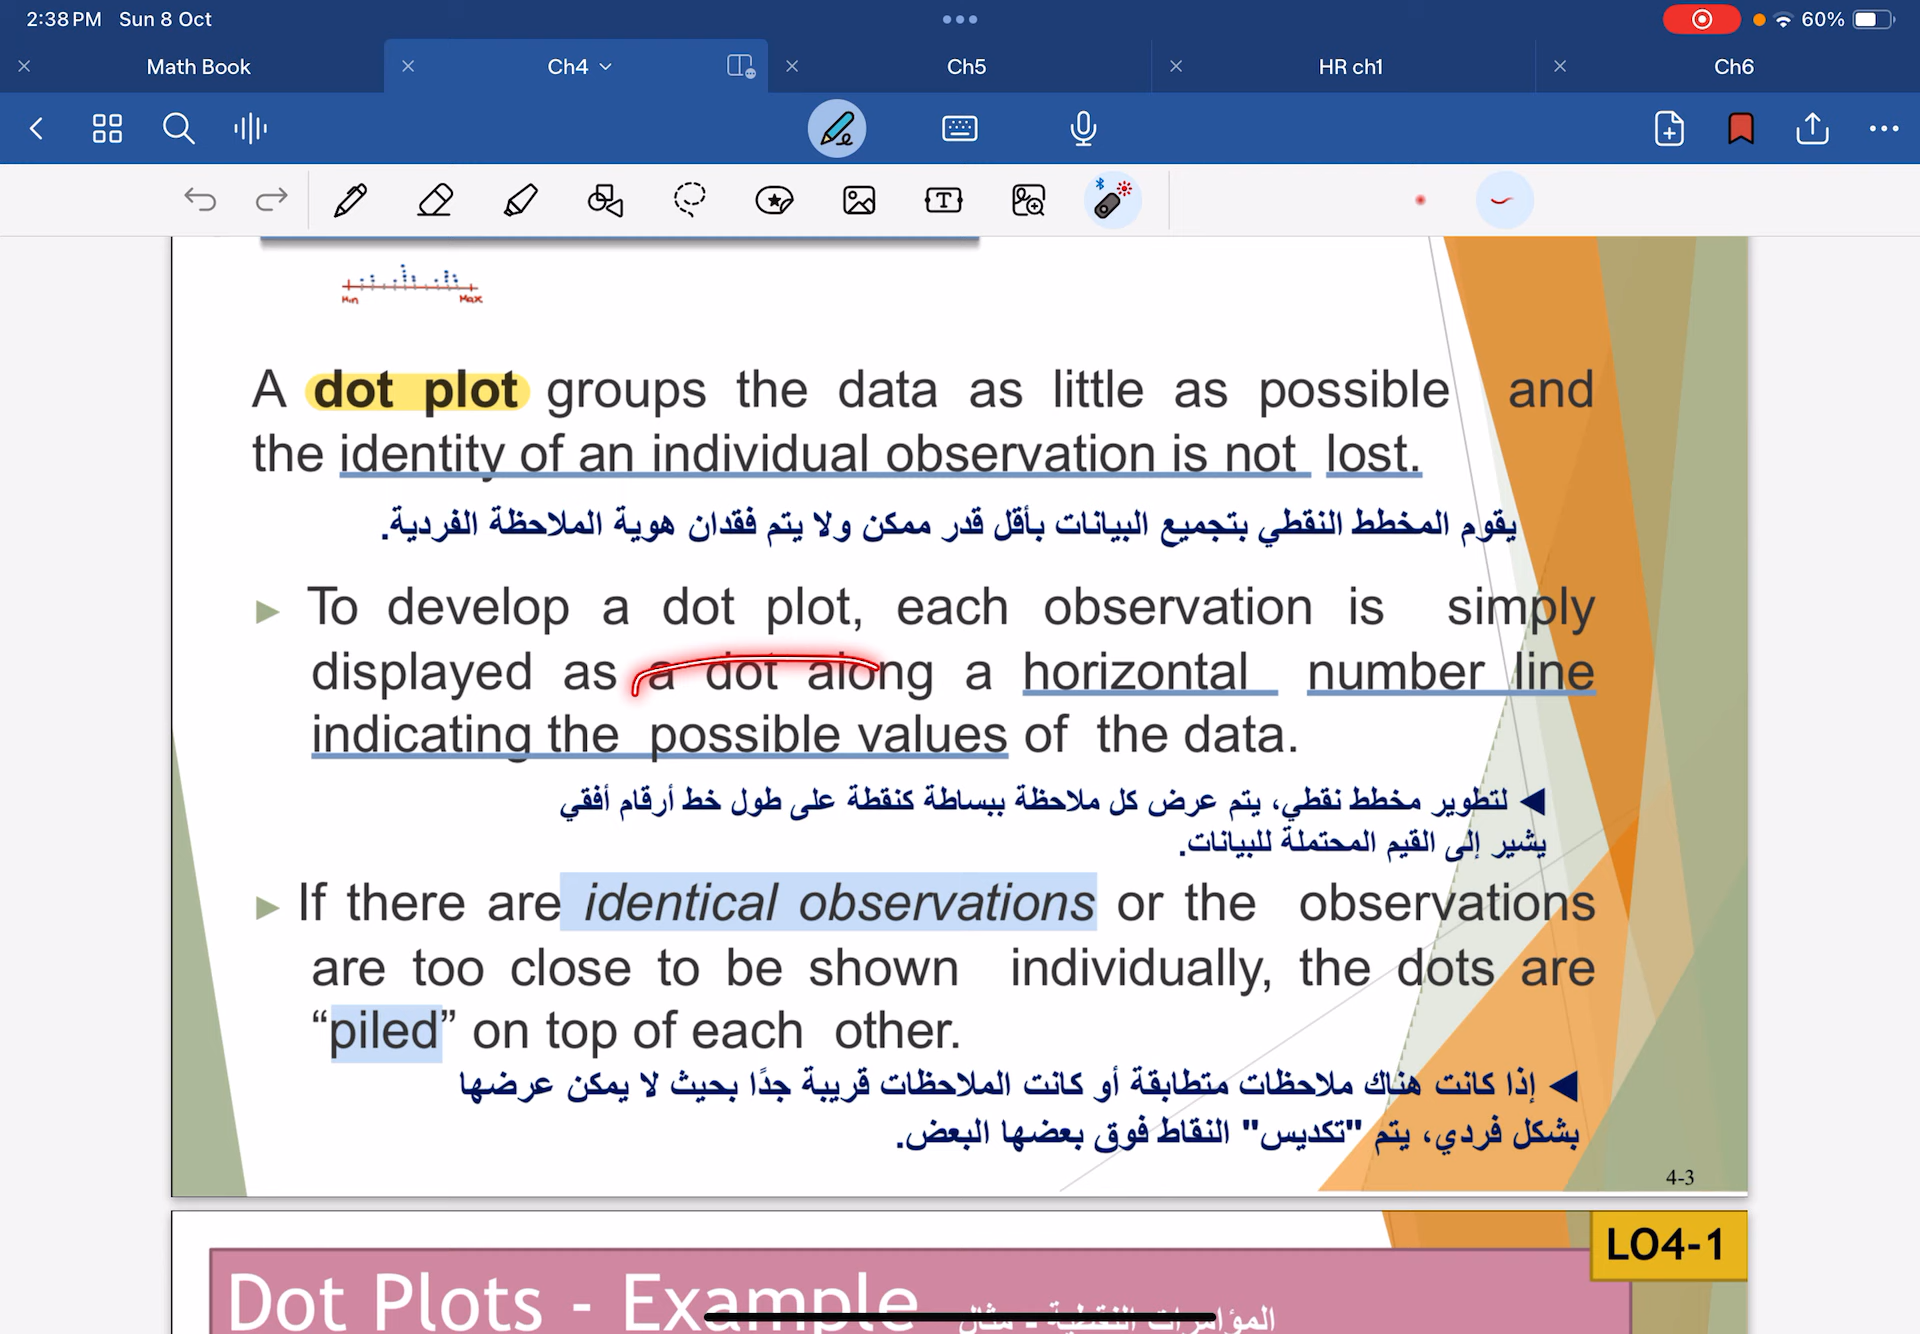 2:38 PM Sun 8 Oct
60%
Math Book
Ch4
Ch5
HR ch1
Ch6
Min Max
A dot plot groups the data as little as possible and
the identity of an individual observation is not lost.
يقوم المخطط النقطي بتجميع البيانات بأقل قدر ممكن ولا يتم فقدان هوية الملاحظة الفردية.
To develop a dot plot, each observation is simply
displayed as a dot along a horizontal number line
indicating the possible values of the data.
لتطوير مخطط نقطي، يتم عرض كل ملاحظة ببساطة كنقطة على طول خط أرقام أفقي
يشير إلى القيم المحتملة للبيانات.
If there are identical observations or the observations
are too close to be shown individually, the dots are
“piled” on top of each other.
إذا كانت هناك ملاحظات متطابقة أو كانت الملاحظات قريبة جدًا بحيث لا يمكن عرضها
بشكل فردي، يتم "تكديس" النقاط فوق بعضها البعض.
4-3
LO4-1
Dot Plots - Example